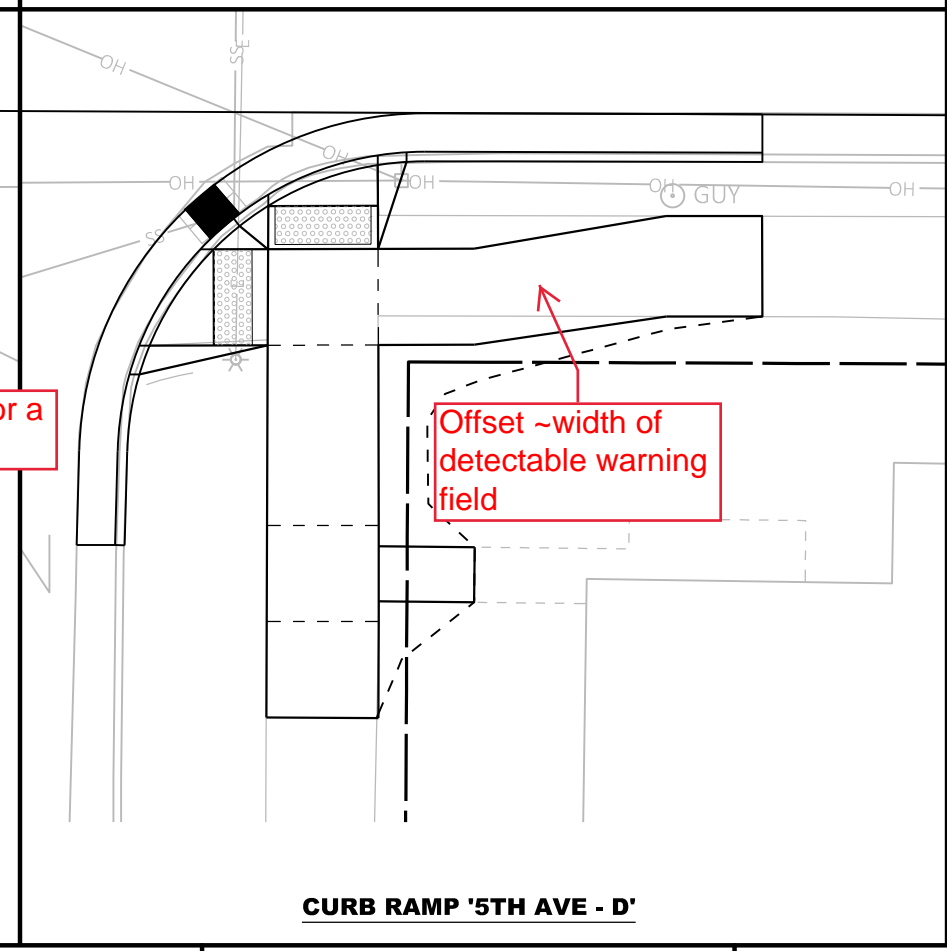 OH
SS
OH
OH
OH
OH
GUY
OH
SS
or a
Offset ~width of
detectable warning
field
CURB RAMP '5TH AVE - D'